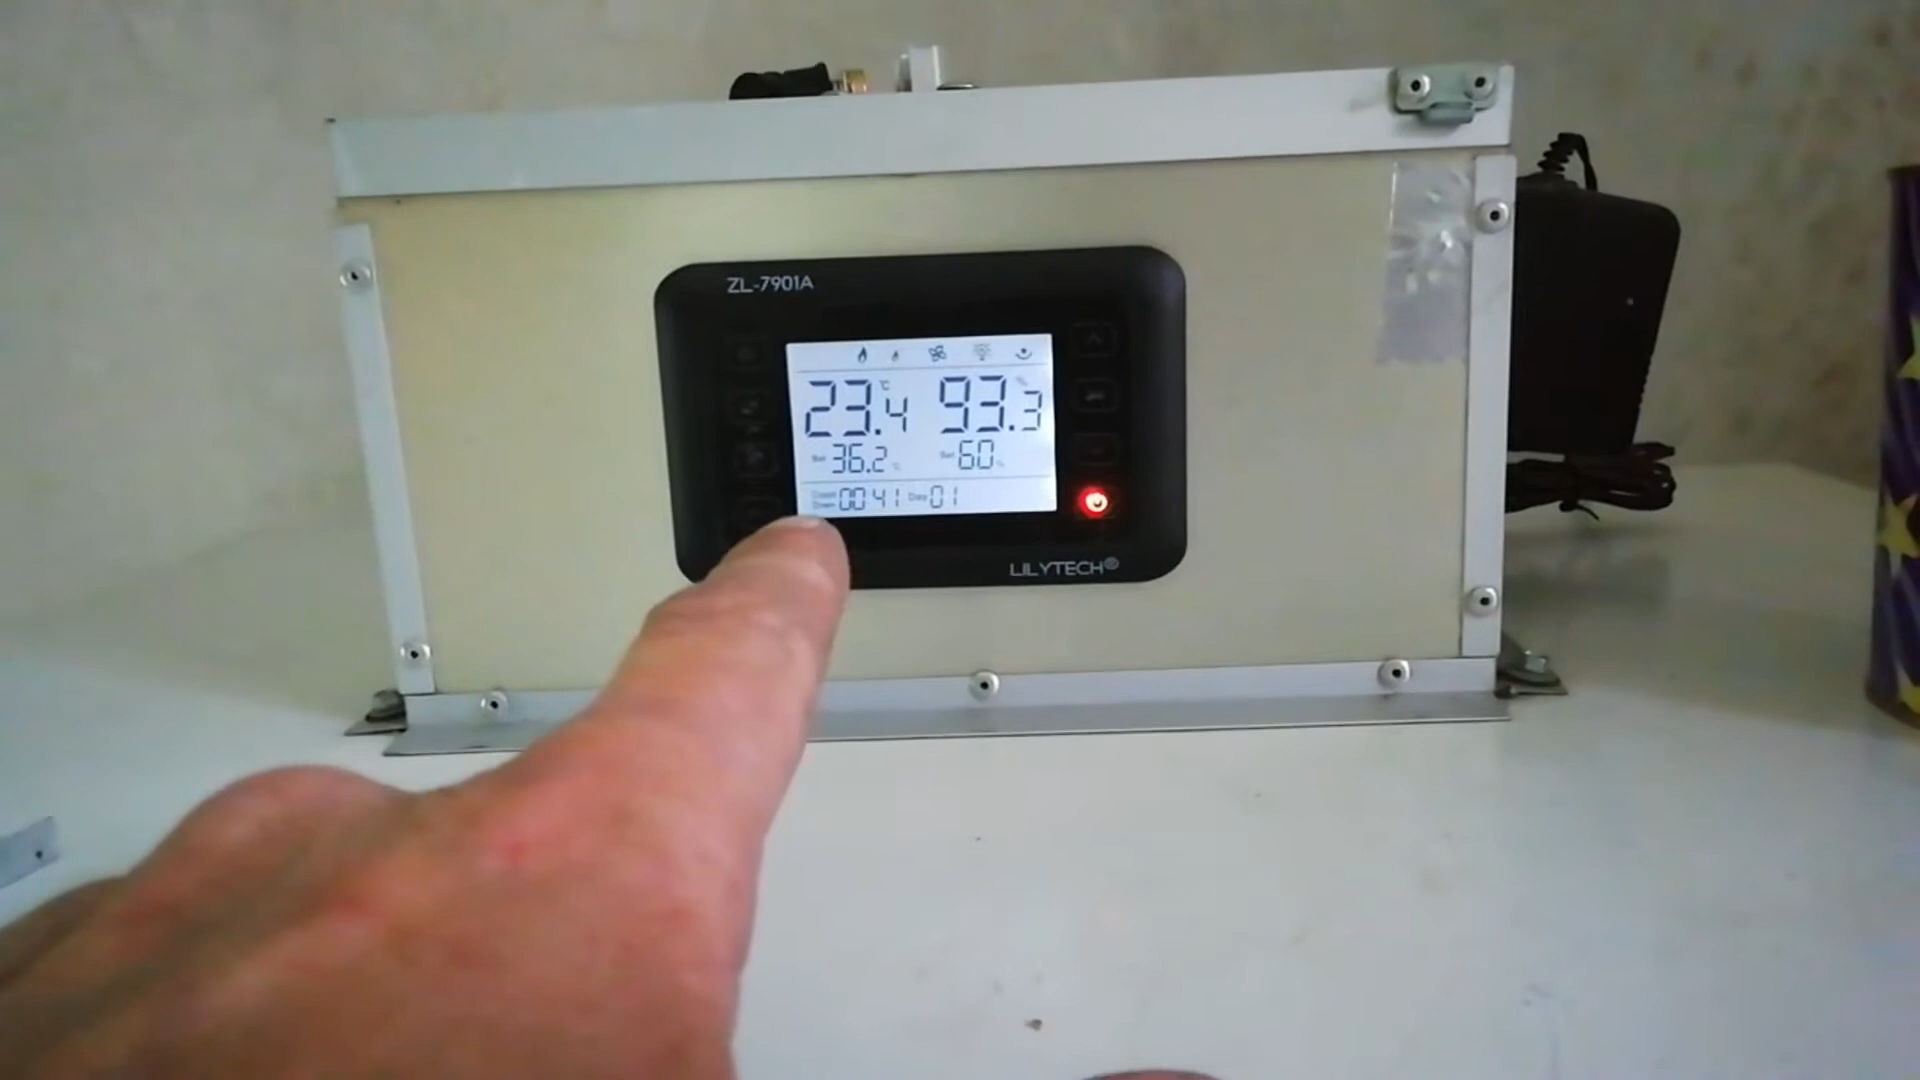 ZL-7901A
23.4 °C 93.3 %
Set 36.2 °C Set 60 %
Count Down 00 41 Day 01
LILYTECH®